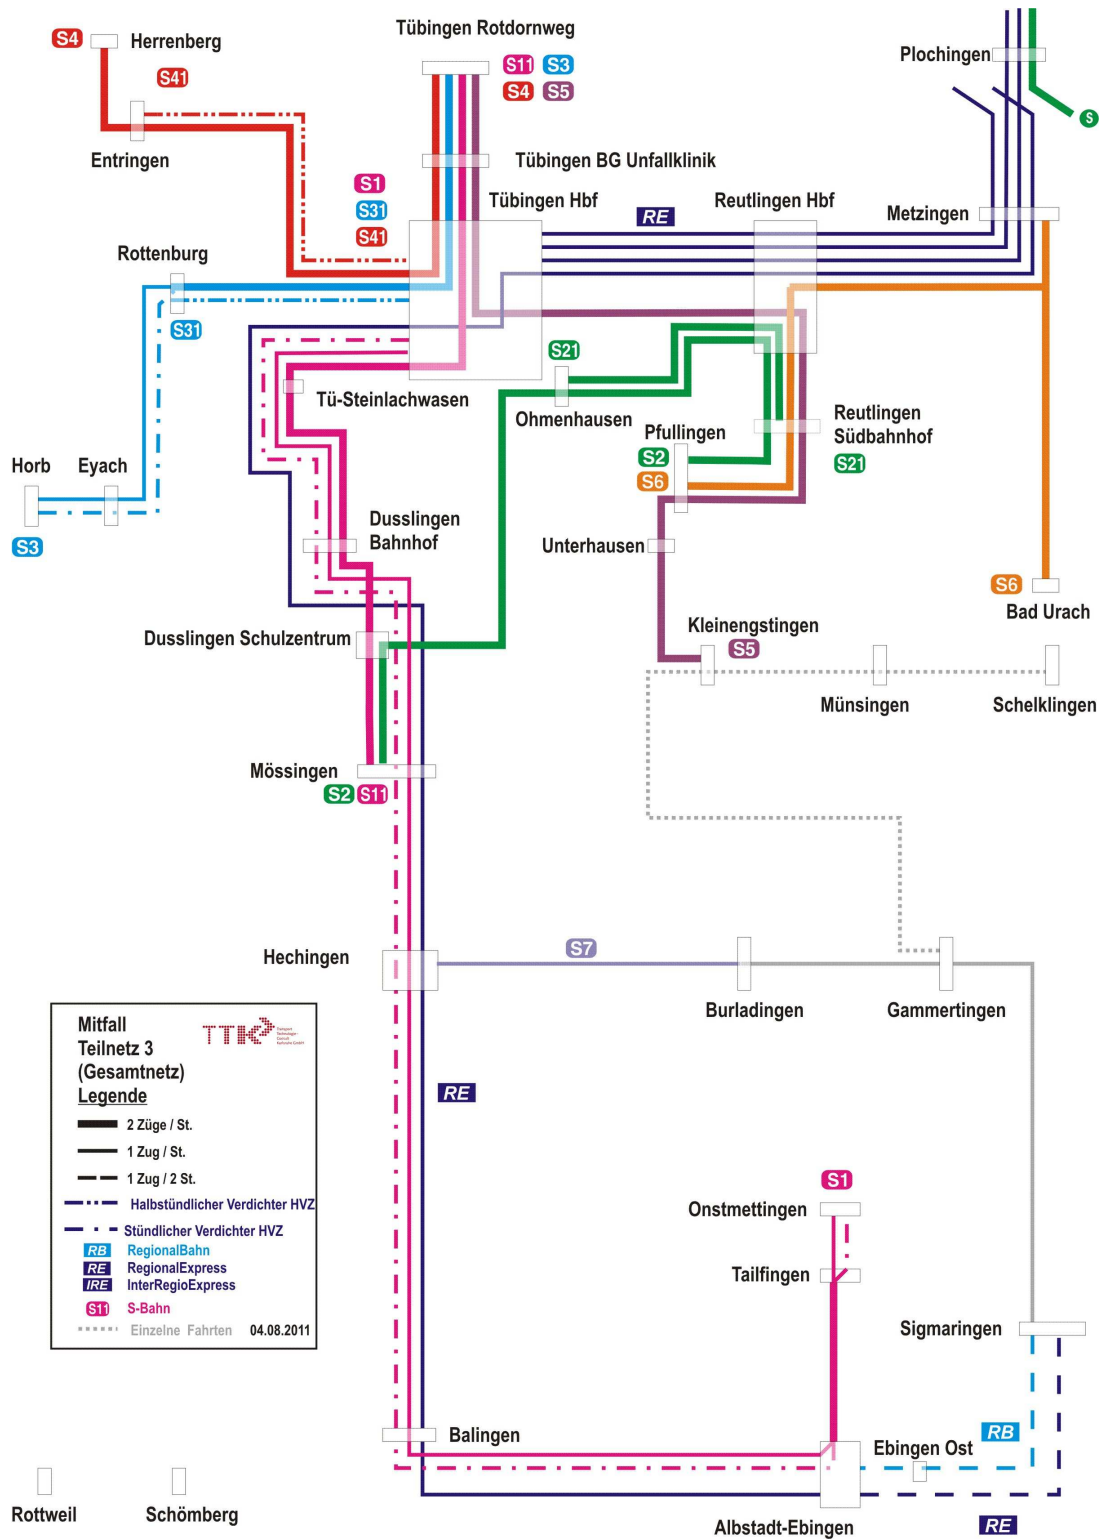 S4
Herrenberg
S41
Entringen
Tübingen Rotdornweg
S11
S3
S4
S5
Plochingen
S
Tübingen BG Unfallklinik
S1
S31
S41
Tübingen Hbf
RE
Reutlingen Hbf
Metzingen
Rottenburg
S31
Tü-Steinlachwasen
S21
Ohmenhausen
Pfullingen
S2
S6
Reutlingen
Südbahnhof
S21
Horb
Eyach
S3
Dusslingen
Bahnhof
Unterhausen
S6
Bad Urach
Dusslingen Schulzentrum
Kleinengstingen
S5
Münsingen
Schelklingen
Mössingen
S2
S11
Hechingen
S7
Burladingen
Gammertingen
Mitfall
Teilnetz 3
(Gesamtnetz)
Legende
TTK
2 Züge / St.
1 Zug / St.
1 Zug / 2 St.
Halbstündlicher Verdichter HVZ
Stündlicher Verdichter HVZ
RB RegionalBahn
RE RegionalExpress
IRE InterRegioExpress
S11 S-Bahn
Einzelne Fahrten 04.08.2011
RE
S1
Onstmettingen
Tailfingen
Sigmaringen
Balingen
Ebingen Ost
RB
Rottweil
Schömberg
Albstadt-Ebingen
RE